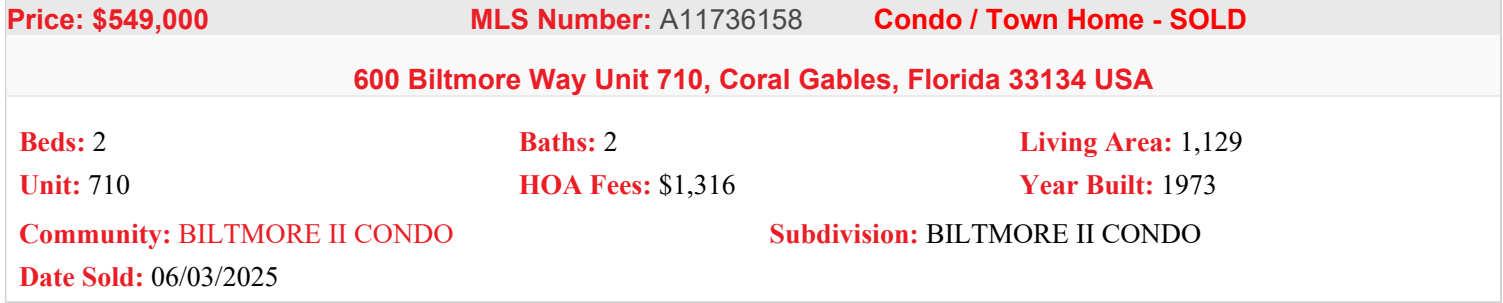 Price: $549,000 MLS Number: A11736158 Condo / Town Home - SOLD
600 Biltmore Way Unit 710, Coral Gables, Florida 33134 USA
Beds: 2 Baths: 2 Living Area: 1,129
Unit: 710 HOA Fees: $1,316 Year Built: 1973
Community: BILTMORE II CONDO Subdivision: BILTMORE II CONDO
Date Sold: 06/03/2025